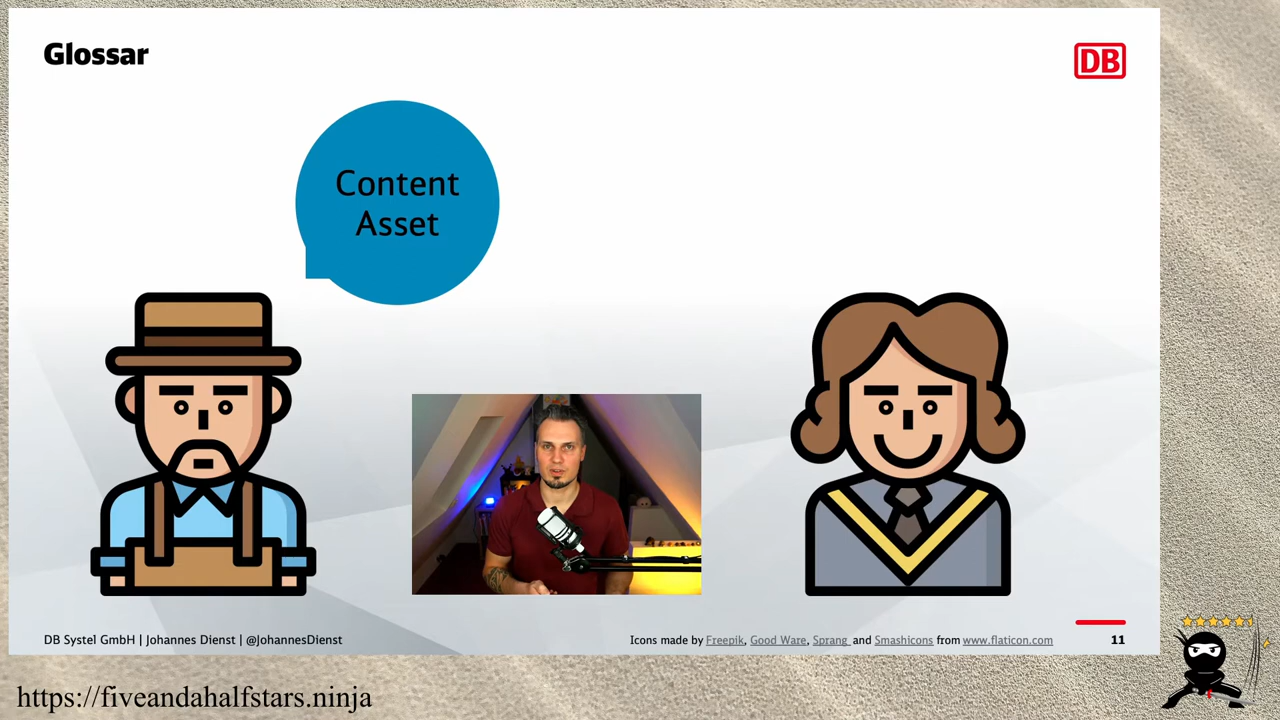 Glossar
DB
Content
Asset
DB Systel GmbH | Johannes Dienst | @JohannesDienst
Icons made by Freepik, Good Ware, Sprang and Smashicons from www.flaticon.com
11
https://fiveandahalfstars.ninja